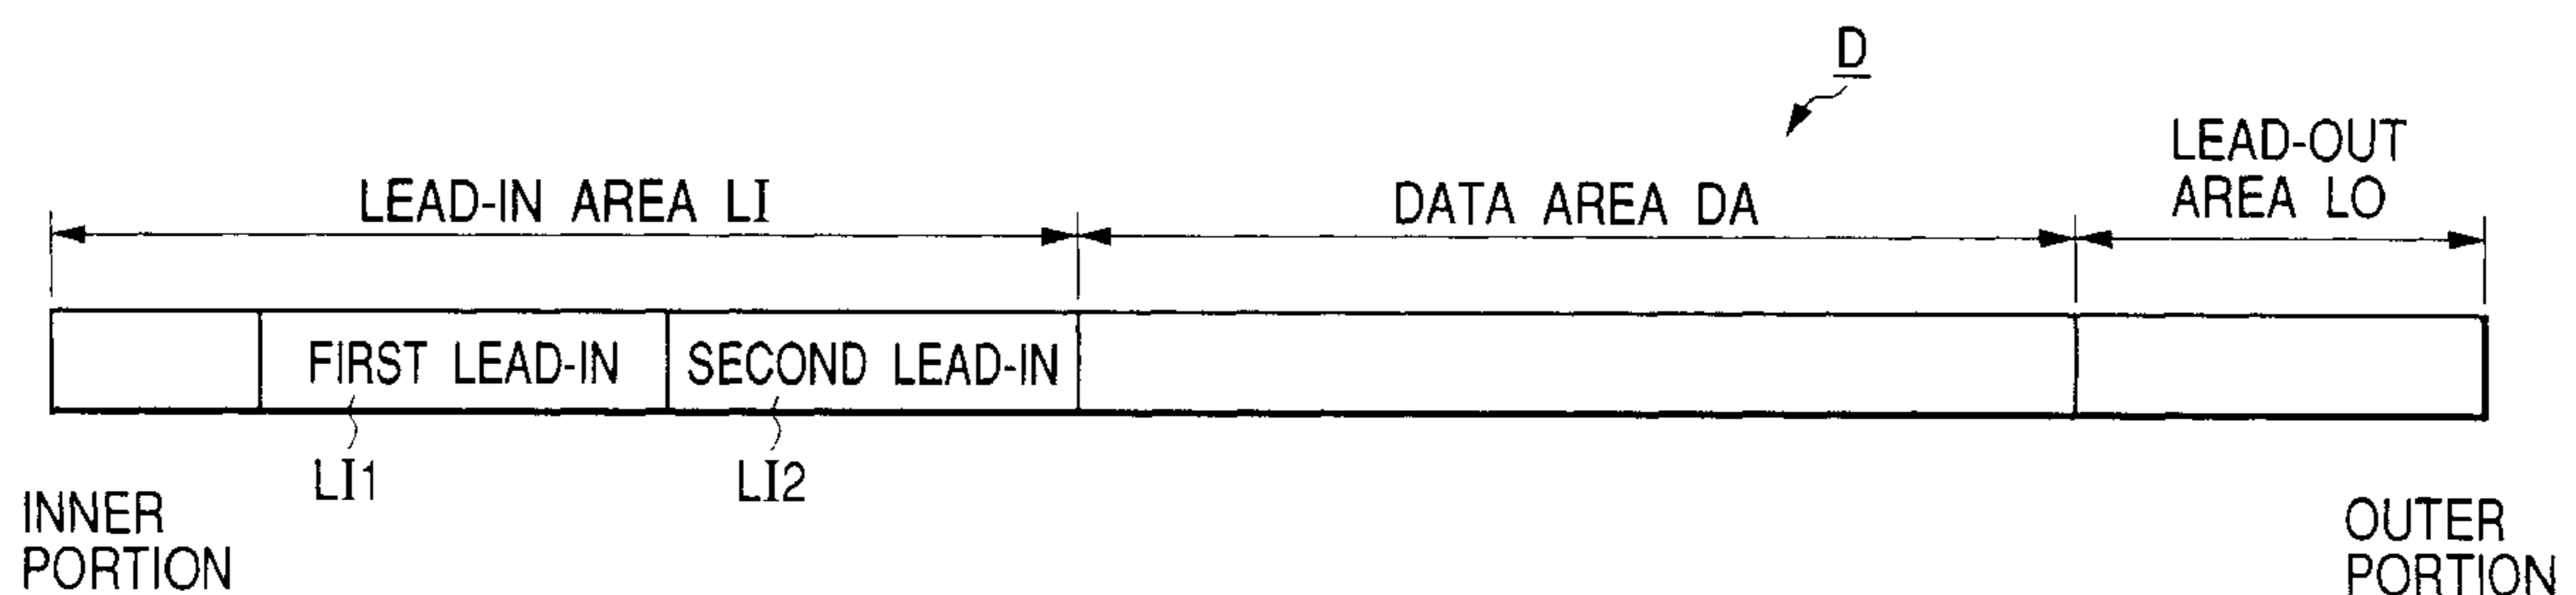 D
LEAD-IN AREA LI
DATA AREA DA
LEAD-OUT
AREA LO
FIRST LEAD-IN
SECOND LEAD-IN
LI1
LI2
INNER
PORTION
OUTER
PORTION